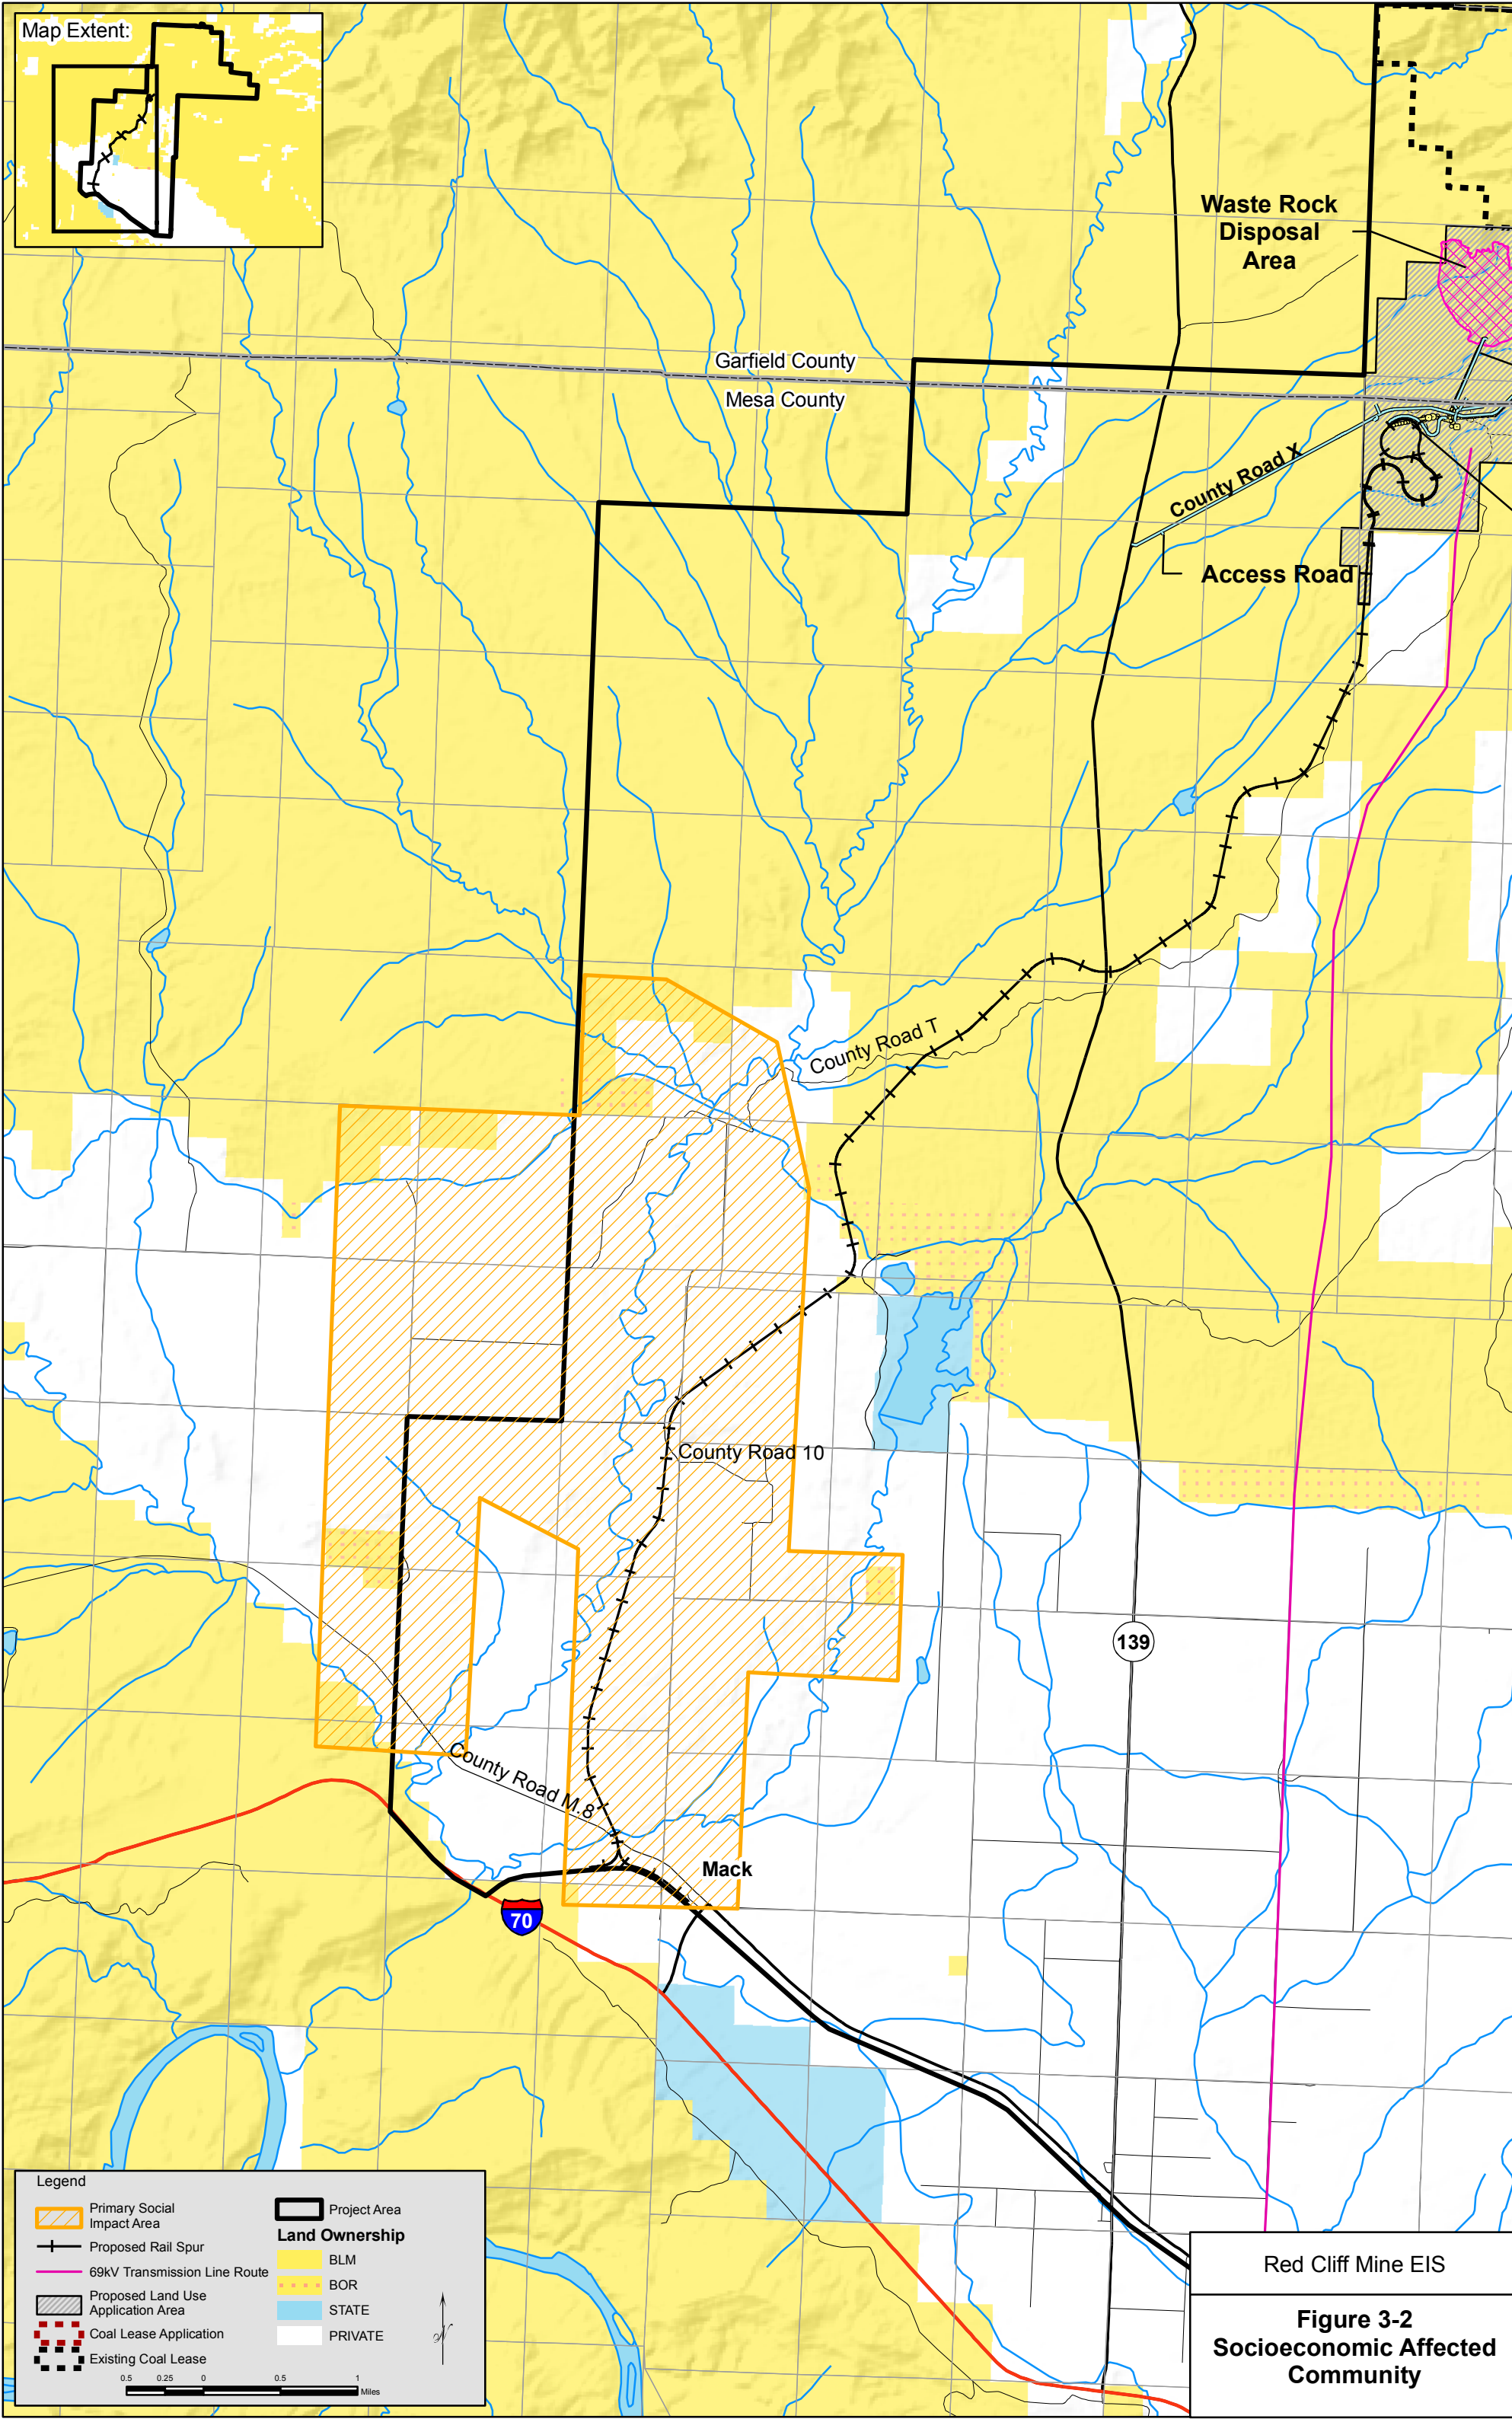 Map Extent:
Waste Rock
Disposal
Area
Garfield County
Mesa County
County Road X
Access Road
County Road T
County Road 10
139
County Road M.8
Mack
70
Legend
Primary Social
Impact Area
Proposed Rail Spur
69kV Transmission Line Route
Proposed Land Use
Application Area
Coal Lease Application
Existing Coal Lease
Project Area
Land Ownership
BLM
BOR
STATE
PRIVATE
N
0.5 0.25 0 0.5 1
Miles
Red Cliff Mine EIS
Figure 3-2
Socioeconomic Affected
Community